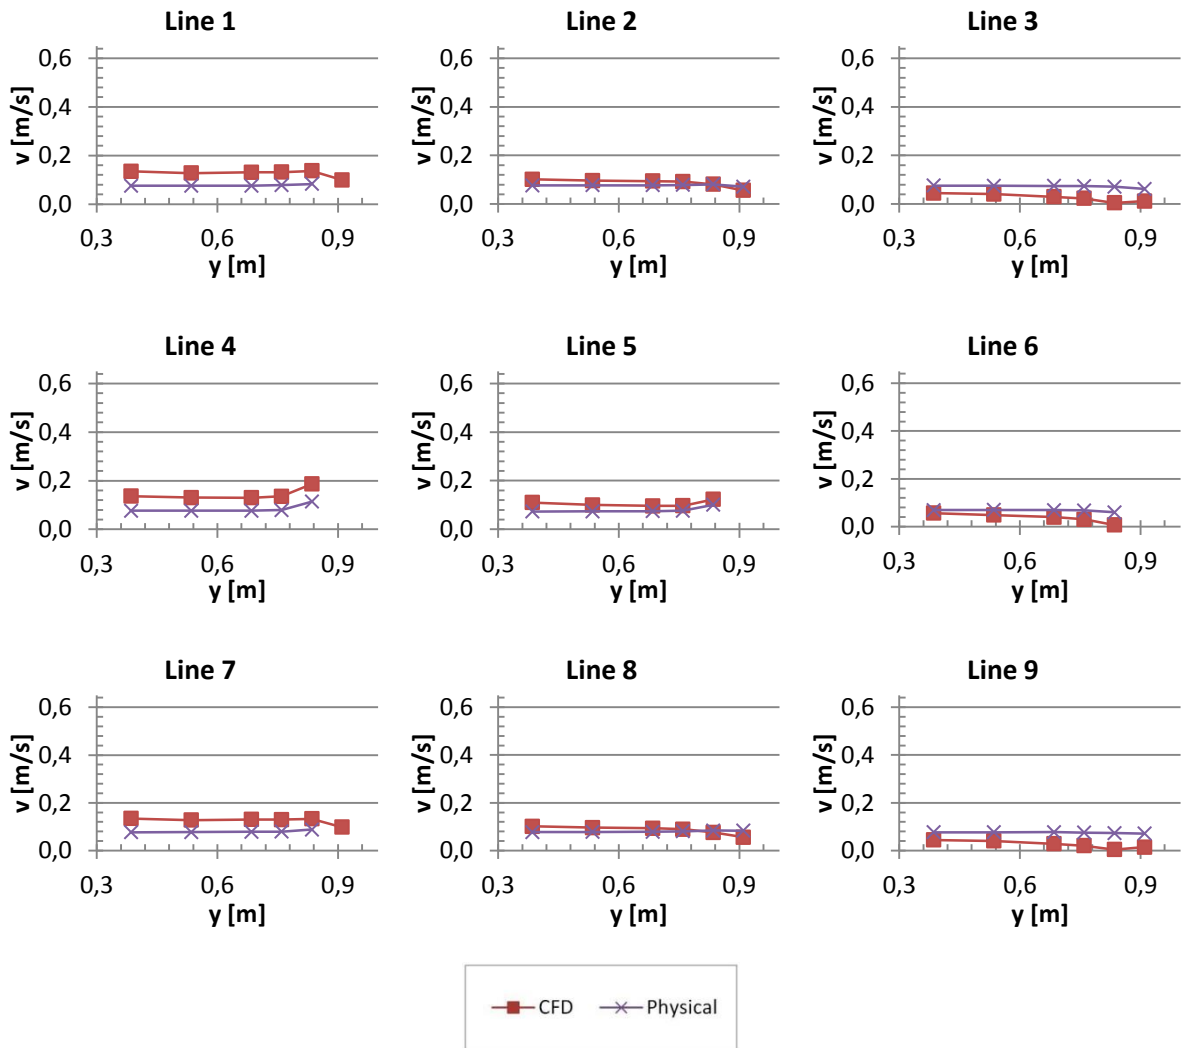 Line 1
0,6
0,4
0,2
0,0
v [m/s]
0,3 0,6 0,9
y [m]
Line 2
0,6
0,4
0,2
0,0
v [m/s]
0,3 0,6 0,9
y [m]
Line 3
0,6
0,4
0,2
0,0
v [m/s]
0,3 0,6 0,9
y [m]
Line 4
0,6
0,4
0,2
0,0
v [m/s]
0,3 0,6 0,9
y [m]
Line 5
0,6
0,4
0,2
0,0
v [m/s]
0,3 0,6 0,9
y [m]
Line 6
0,6
0,4
0,2
0,0
v [m/s]
0,3 0,6 0,9
y [m]
Line 7
0,6
0,4
0,2
0,0
v [m/s]
0,3 0,6 0,9
y [m]
Line 8
0,6
0,4
0,2
0,0
v [m/s]
0,3 0,6 0,9
y [m]
Line 9
0,6
0,4
0,2
0,0
v [m/s]
0,3 0,6 0,9
y [m]
CFD Physical